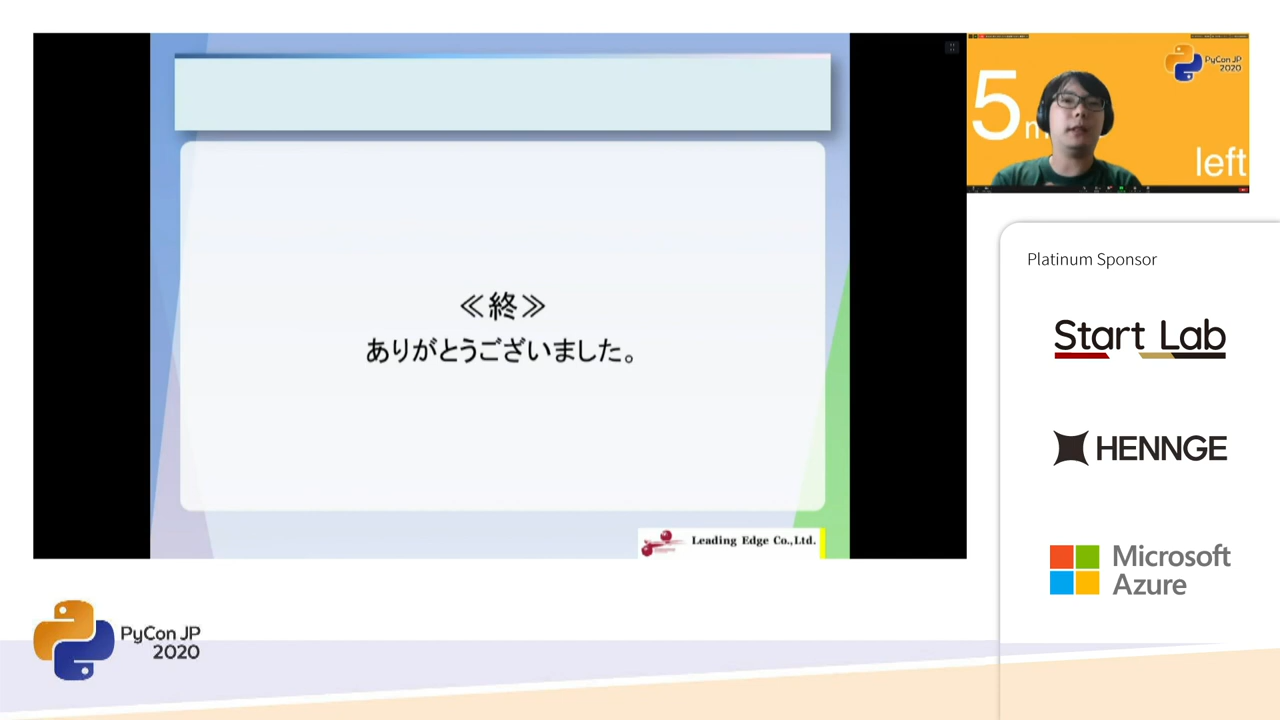 ≪終≫
ありがとうございました。
Leading Edge Co.,Ltd.
5
left
PyCon JP
2020
Platinum Sponsor
Start Lab
HENNGE
Microsoft
Azure
PyCon JP
2020